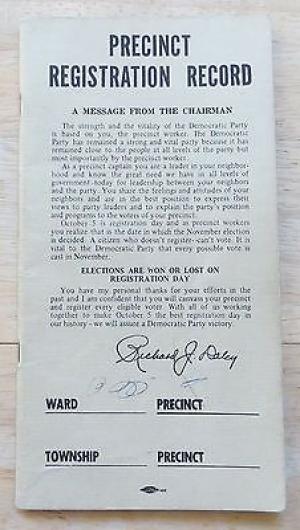 PRECINCT
REGISTRATION RECORD
A MESSAGE FROM THE CHAIRMAN
The strength and the vitality of the Democratic Party
is based on you, the precinct worker. The Democratic
Party has remained a strong and vital party because it has
remained close to the people at all levels of the party but
most importantly by the precinct worker.
As a precinct captain you are a leader in your neighbor-
hood and know the great need we have in all levels of
government today for leadership between your neighbors
and the party. You share the feelings and attitudes of your
neighbors and are in the best position to express their
views to party leaders and to explain the party's position
and programs to the voters of your precinct.
October 5 is registration day and as precinct workers
you realize that is the date in which the November election
is decided. A citizen who doesn't register-can't vote. It is
vital to the Democratic Party that every possible vote is
cast in November.
ELECTIONS ARE WON OR LOST ON
REGISTRATION DAY
You have my personal thanks for your efforts in the
past and I am confident that you will canvass your precinct
and register every eligible voter. With all of us working
together to make October 5 the best registration day in
our history - we will assure a Democratic Party victory.
Richard J. Daley
WARD PRECINCT
TOWNSHIP PRECINCT